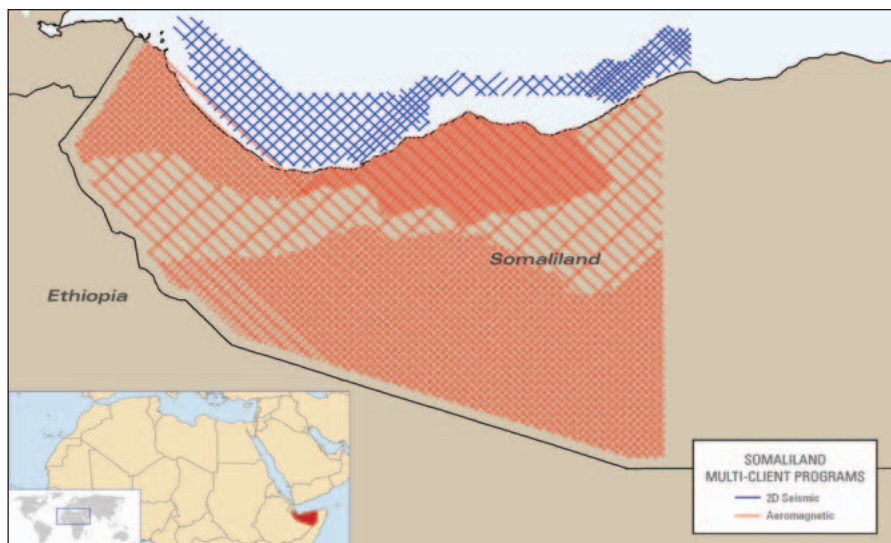 Somaliland
Ethiopia
SOMALILAND
MULTI-CLIENT PROGRAMS
2D Seismic
Aeromagnetic